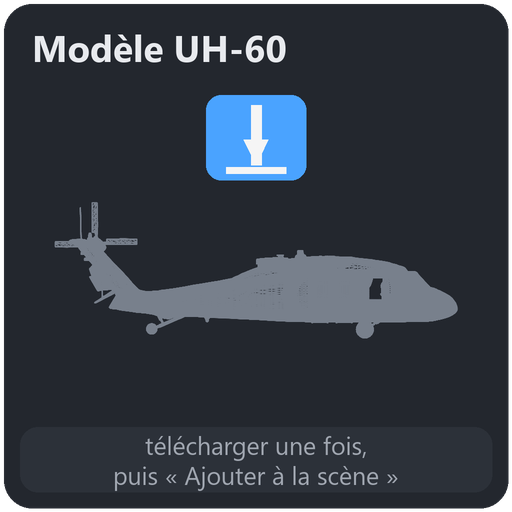 Modèle UH-60
télécharger une fois,
puis « Ajouter à la scène »